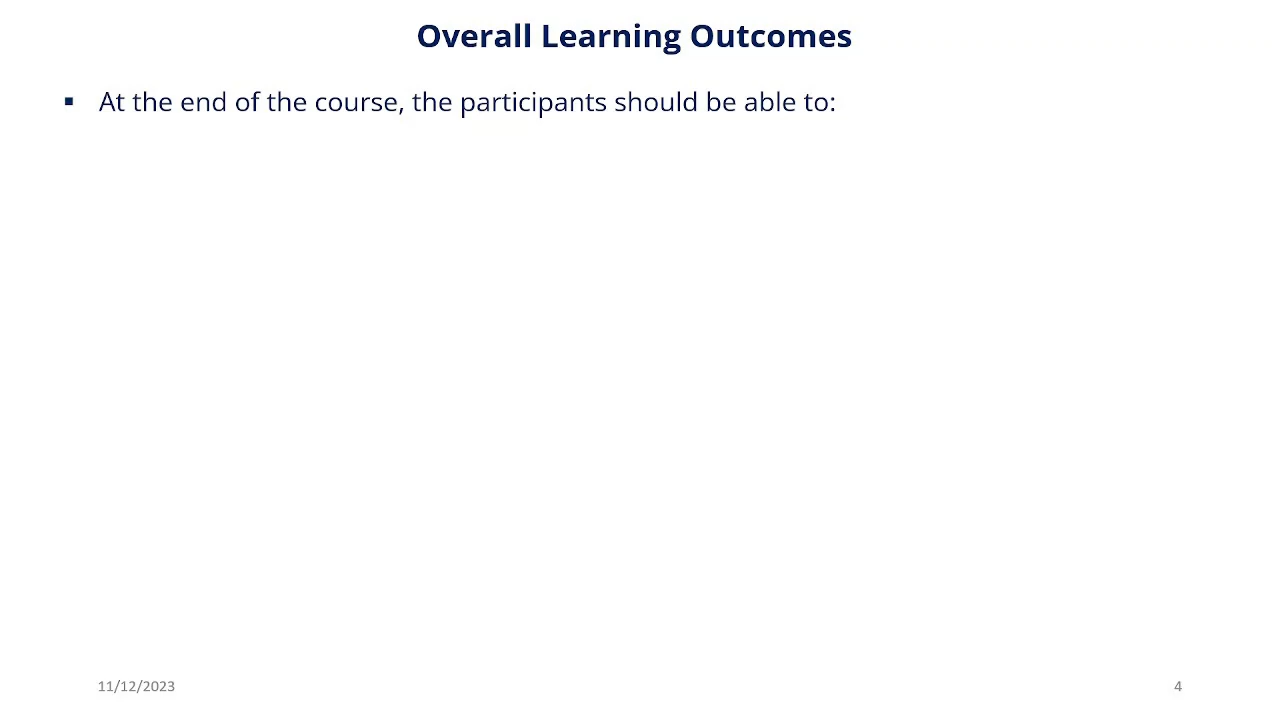 Overall Learning Outcomes
▪ At the end of the course, the participants should be able to:
11/12/2023
4